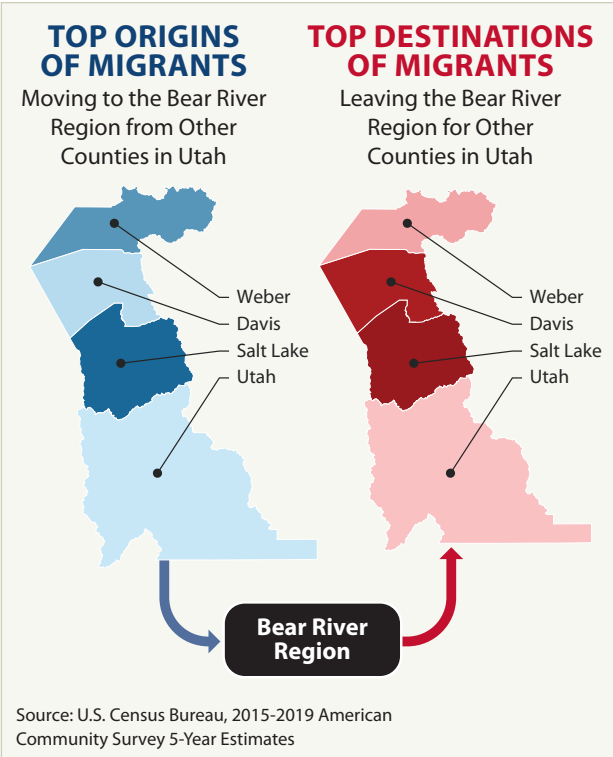 TOP ORIGINS
OF MIGRANTS
Moving to the Bear River
Region from Other
Counties in Utah
TOP DESTINATIONS
OF MIGRANTS
Leaving the Bear River
Region for Other
Counties in Utah
Weber
Davis
Salt Lake
Utah
Weber
Davis
Salt Lake
Utah
Bear River
Region
Source: U.S. Census Bureau, 2015-2019 American
Community Survey 5-Year Estimates